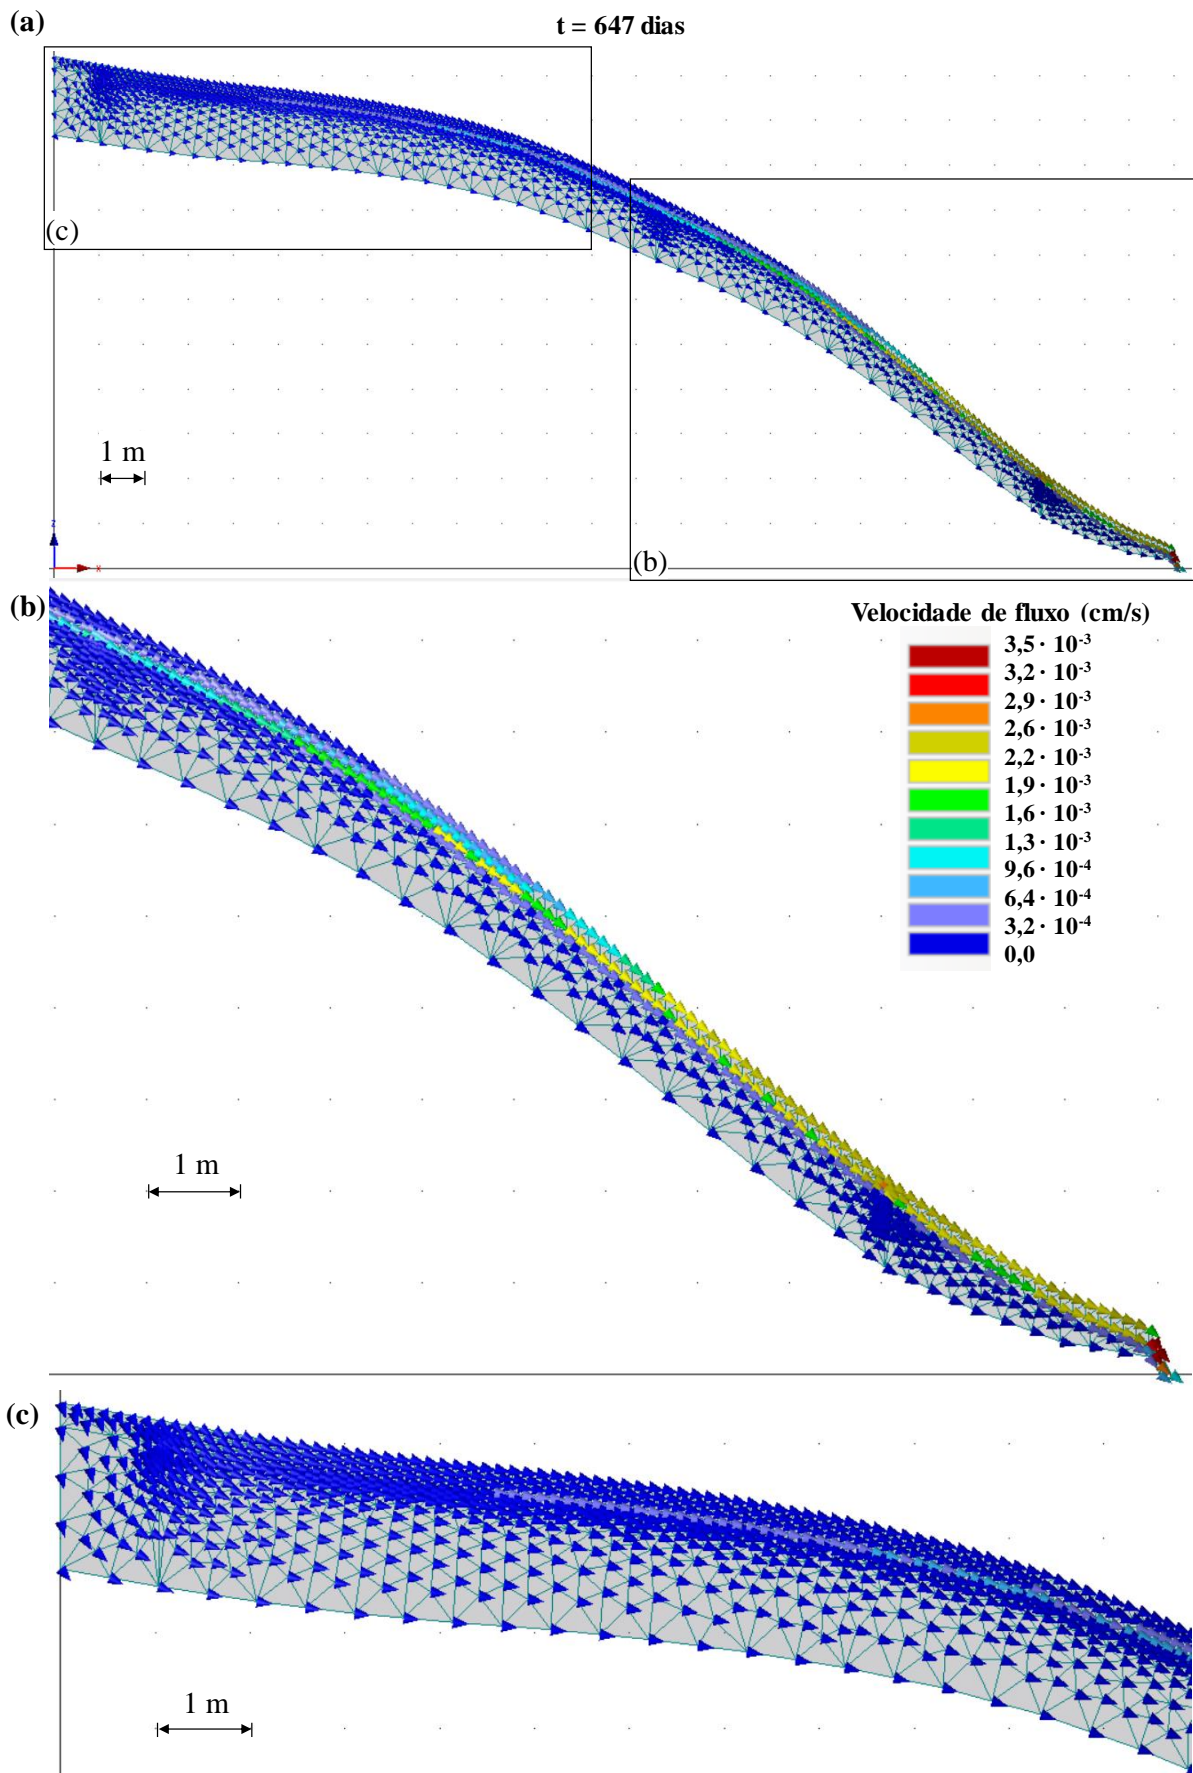 (a)
t = 647 dias
(c)
1 m
z
x
(b)
(b)
Velocidade de fluxo (cm/s)
3,5 · 10⁻³
3,2 · 10⁻³
2,9 · 10⁻³
2,6 · 10⁻³
2,2 · 10⁻³
1,9 · 10⁻³
1,6 · 10⁻³
1,3 · 10⁻³
9,6 · 10⁻⁴
6,4 · 10⁻⁴
3,2 · 10⁻⁴
0,0
1 m
(c)
1 m